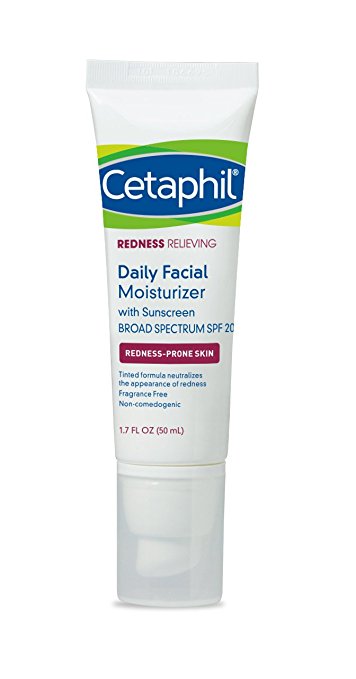 Cetaphil®
REDNESS RELIEVING
Daily Facial
Moisturizer
with Sunscreen
BROAD SPECTRUM SPF 20
REDNESS-PRONE SKIN
Tinted formula neutralizes
the appearance of redness
Fragrance Free
Non-comedogenic
1.7 FL OZ (50 mL)